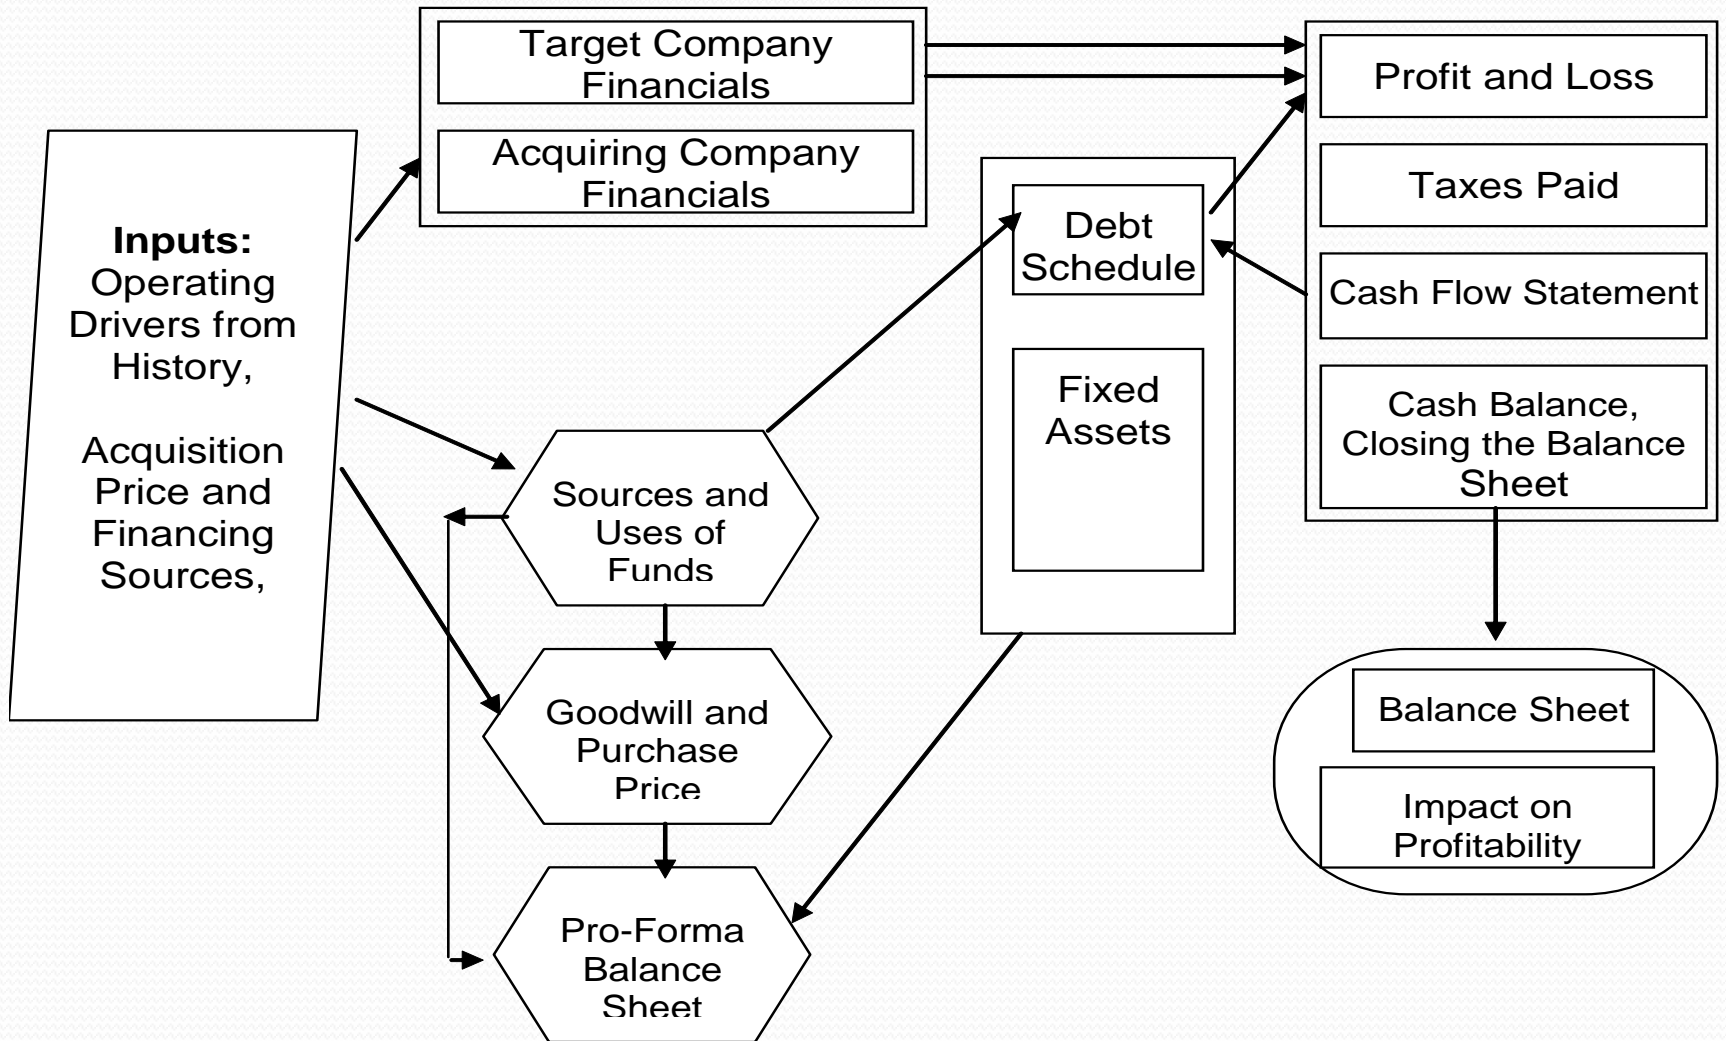 Target Company
Financials
Acquiring Company
Financials
Inputs:
Operating
Drivers from
History,
Acquisition
Price and
Financing
Sources,
Sources and
Uses of
Funds
Goodwill and
Purchase
Price
Pro-Forma
Balance
Sheet
Debt
Schedule
Fixed
Assets
Profit and Loss
Taxes Paid
Cash Flow Statement
Cash Balance,
Closing the Balance
Sheet
Balance Sheet
Impact on
Profitability